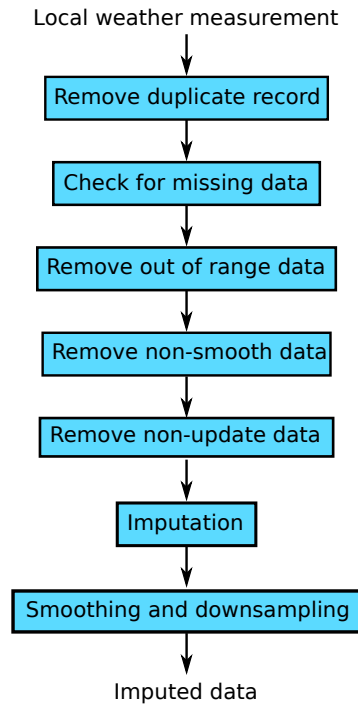 Local weather measurement
Remove duplicate record
Check for missing data
Remove out of range data
Remove non-smooth data
Remove non-update data
Imputation
Smoothing and downsampling
Imputed data